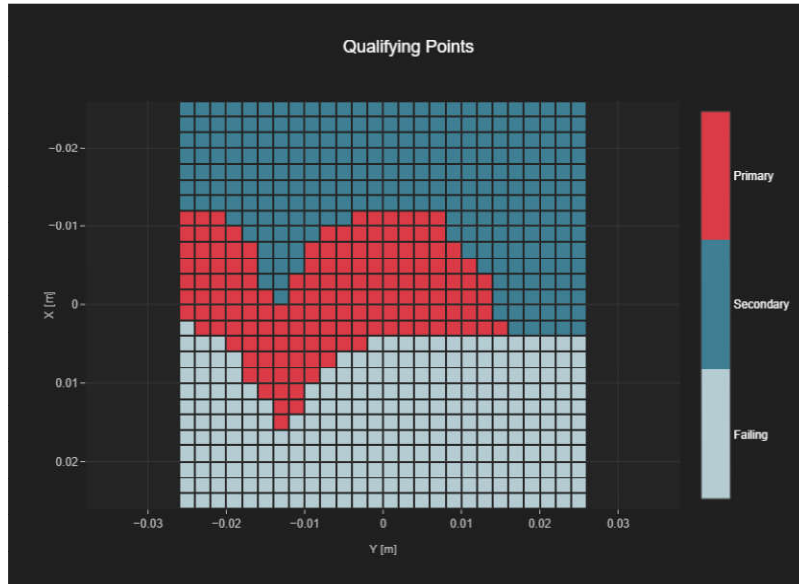 Qualifying Points
Primary
Secondary
Failing
−0.02
−0.01
0
0.01
0.02
X [m]
−0.03
−0.02
−0.01
0
0.01
0.02
0.03
Y [m]